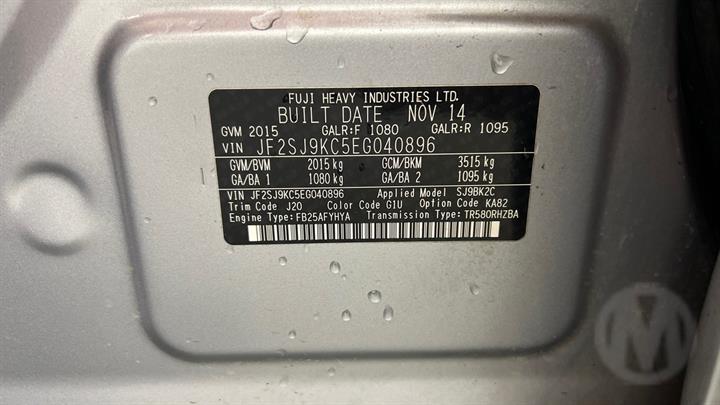 FUJI HEAVY INDUSTRIES LTD.
BUILT DATE NOV 14
GVM 2015 GALR:F 1080 GALR:R 1095
VIN JF2SJ9KC5EG040896
GVM/BVM 2015 kg GCM/BKM 3515 kg
GA/BA 1 1080 kg GA/BA 2 1095 kg
VIN JF2SJ9KC5EG040896 Applied Model SJ9BK2C
Trim Code J20 Color Code G1U Option Code KA82
Engine Type: FB25AFYHYA Transmission Type: TR580RHZBA
M